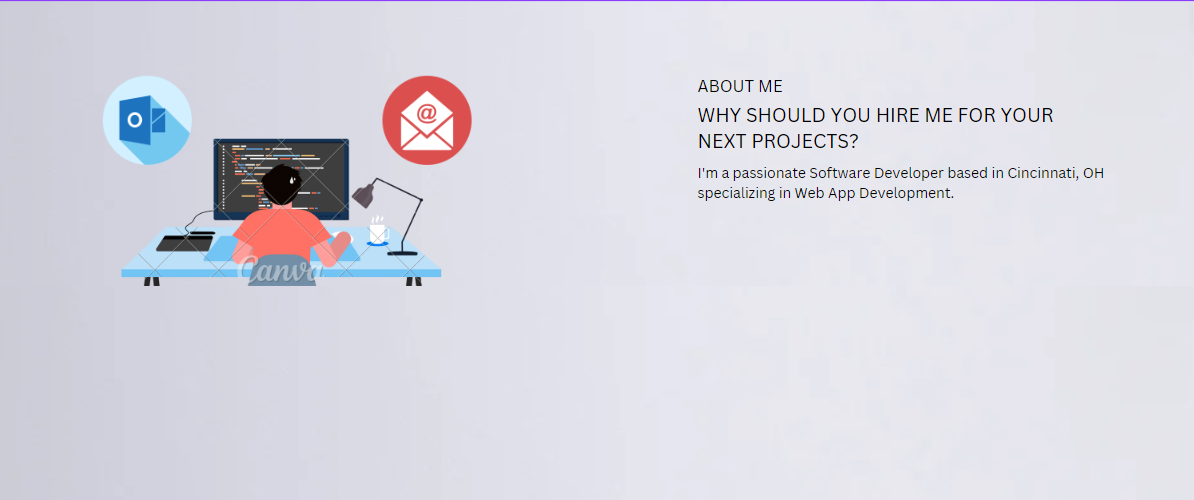 O
@
Canva
ABOUT ME
WHY SHOULD YOU HIRE ME FOR YOUR
NEXT PROJECTS?
I'm a passionate Software Developer based in Cincinnati, OH
specializing in Web App Development.